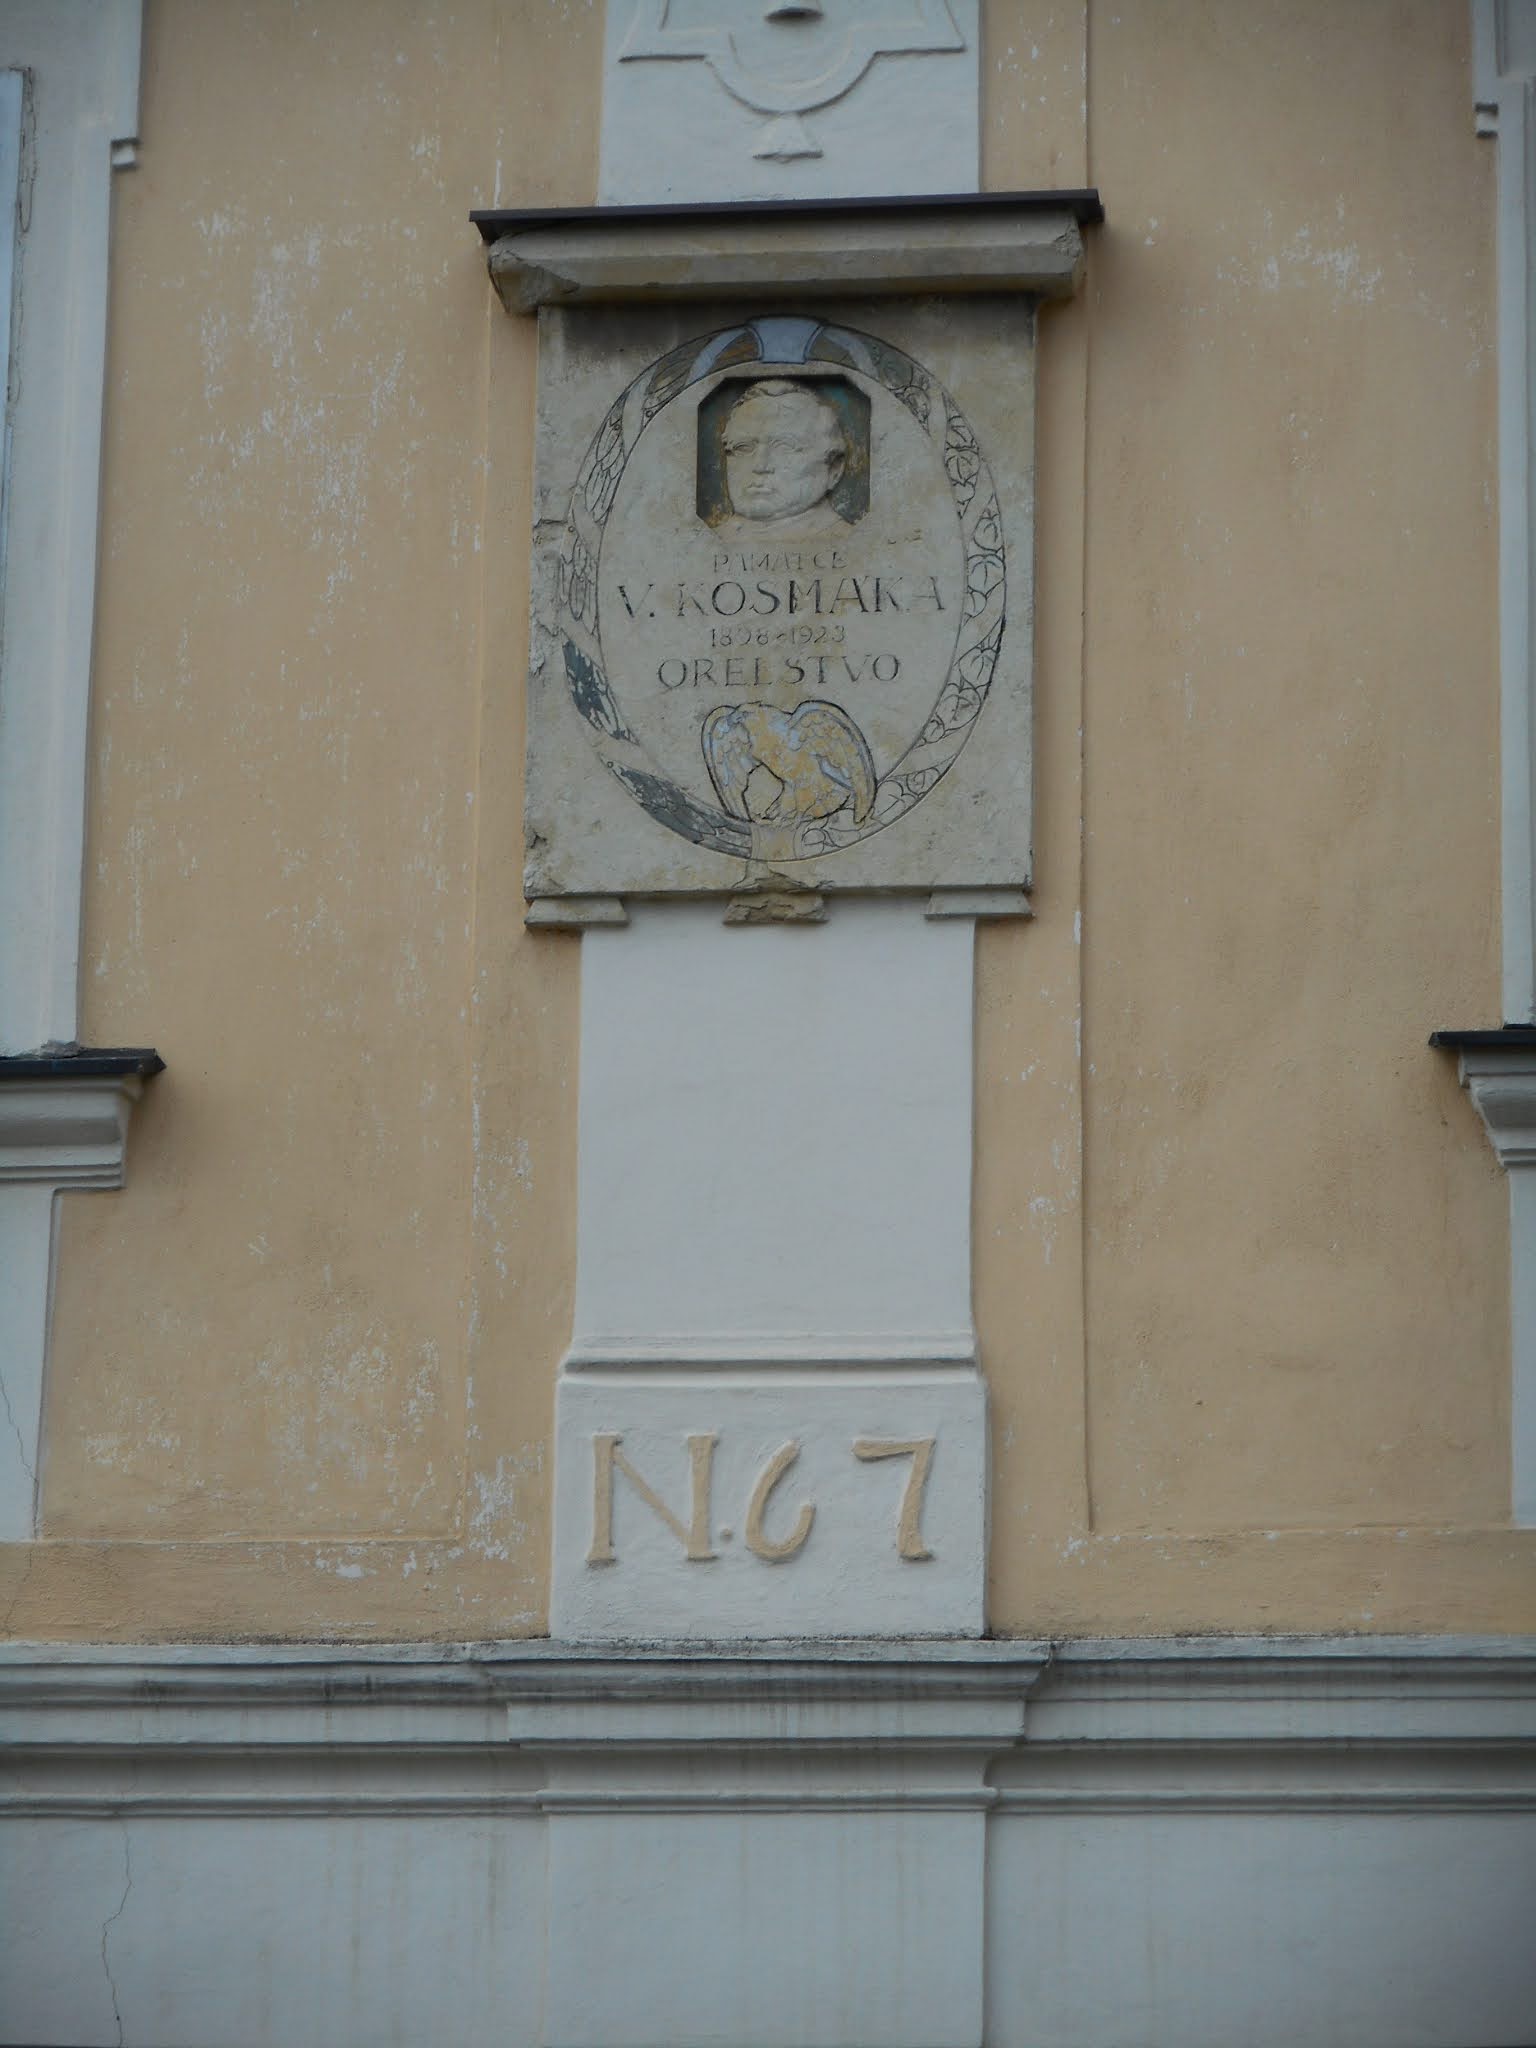 PAMÁTCE
V. KOSMÁKA
1898-1923
ORELSTVO
N. 67